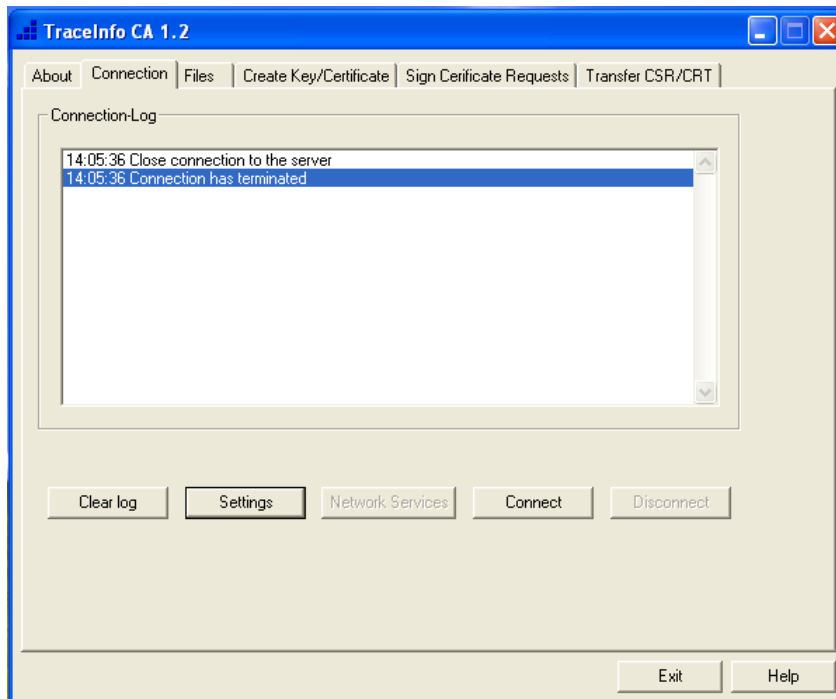 TraceInfo CA 1.2
About Connection Files Create Key/Certificate Sign Cerificate Requests Transfer CSR/CRT
Connection-Log
14:05:36 Close connection to the server
14:05:36 Connection has terminated
Clear log Settings Network Services Connect Disconnect
Exit Help